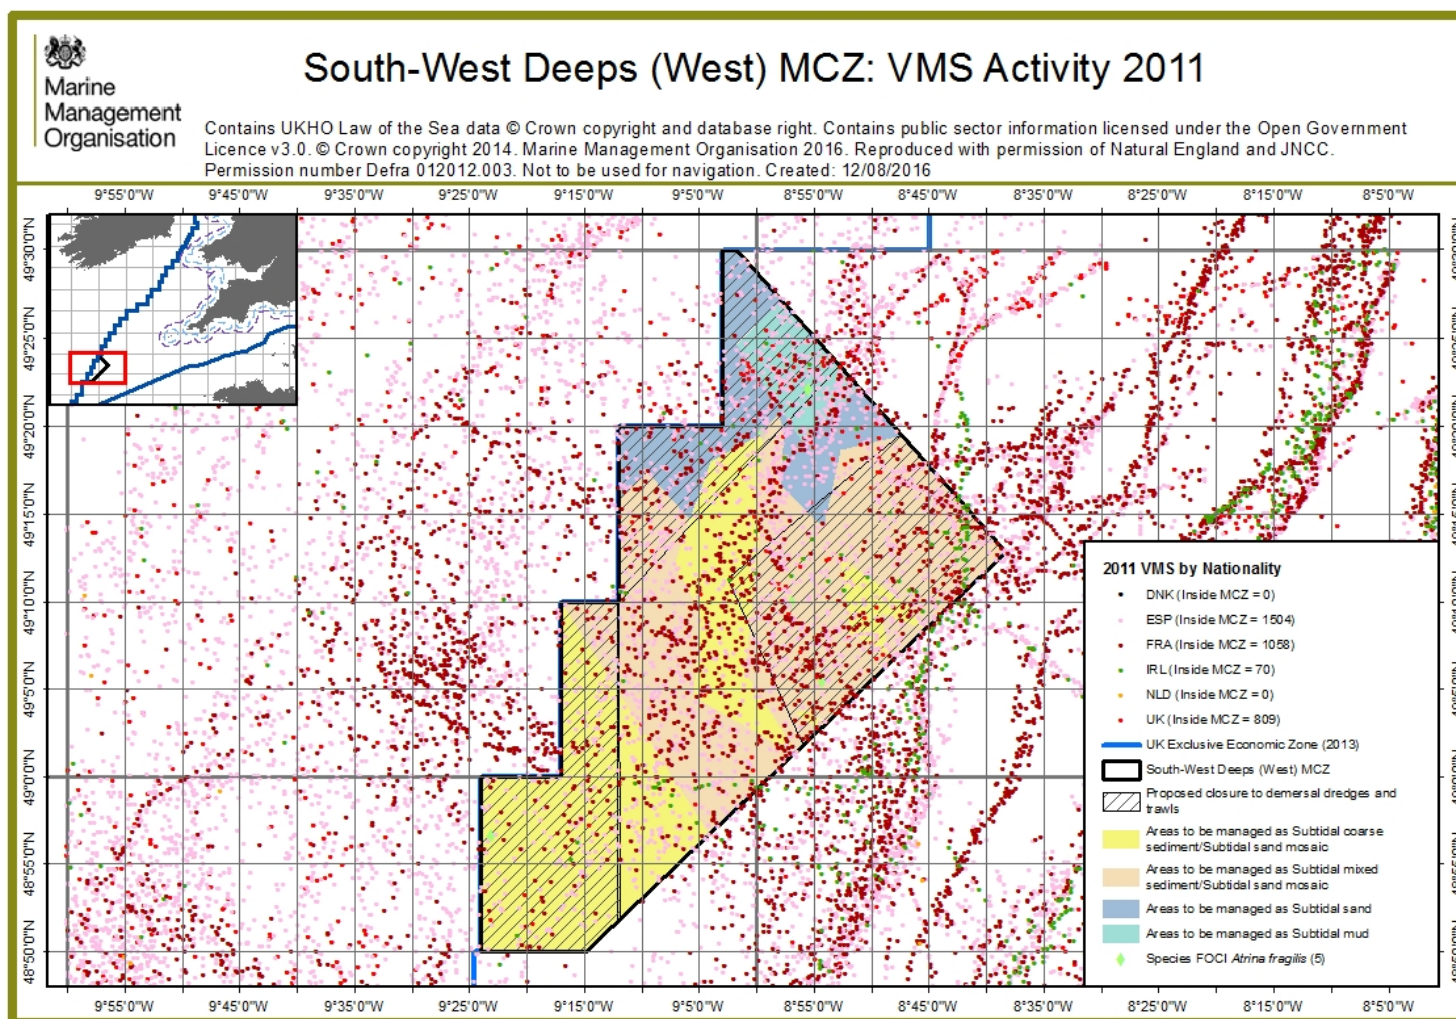 Marine
Management
Organisation
South-West Deeps (West) MCZ: VMS Activity 2011
Contains UKHO Law of the Sea data © Crown copyright and database right. Contains public sector information licensed under the Open Government
Licence v3.0. © Crown copyright 2014. Marine Management Organisation 2016. Reproduced with permission of Natural England and JNCC.
Permission number Defra 012012.003. Not to be used for navigation. Created: 12/08/2016
9°55'0"W 9°45'0"W 9°35'0"W 9°25'0"W 9°15'0"W 9°5'0"W 8°55'0"W 8°45'0"W 8°35'0"W 8°25'0"W 8°15'0"W 8°5'0"W
49°30'0"N
49°25'0"N
49°20'0"N
49°15'0"N
49°10'0"N
49°5'0"N
49°0'0"N
48°55'0"N
48°50'0"N
2011 VMS by Nationality
DNK (Inside MCZ = 0)
ESP (Inside MCZ = 1504)
FRA (Inside MCZ = 1058)
IRL (Inside MCZ = 70)
NLD (Inside MCZ = 0)
UK (Inside MCZ = 809)
UK Exclusive Economic Zone (2013)
South-West Deeps (West) MCZ
Proposed closure to demersal dredges and
trawls
Areas to be managed as Subtidal coarse
sediment/Subtidal sand mosaic
Areas to be managed as Subtidal mixed
sediment/Subtidal sand mosaic
Areas to be managed as Subtidal sand
Areas to be managed as Subtidal mud
Species FOCI Atrina fragilis (5)
9°55'0"W 9°45'0"W 9°35'0"W 9°25'0"W 9°15'0"W 9°5'0"W 8°55'0"W 8°45'0"W 8°35'0"W 8°25'0"W 8°15'0"W 8°5'0"W